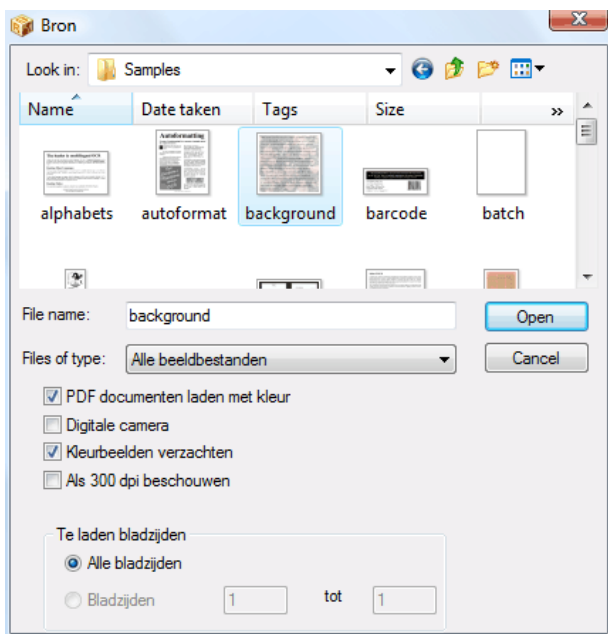 Bron
Look in: Samples
Name Date taken Tags Size »
Autoformatting
alphabets autoformat background barcode batch
File name: background Open
Files of type: Alle beeldbestanden Cancel
PDF documenten laden met kleur
Digitale camera
Kleurbeelden verzachten
Als 300 dpi beschouwen
Te laden bladzijden
Alle bladzijden
Bladzijden 1 tot 1